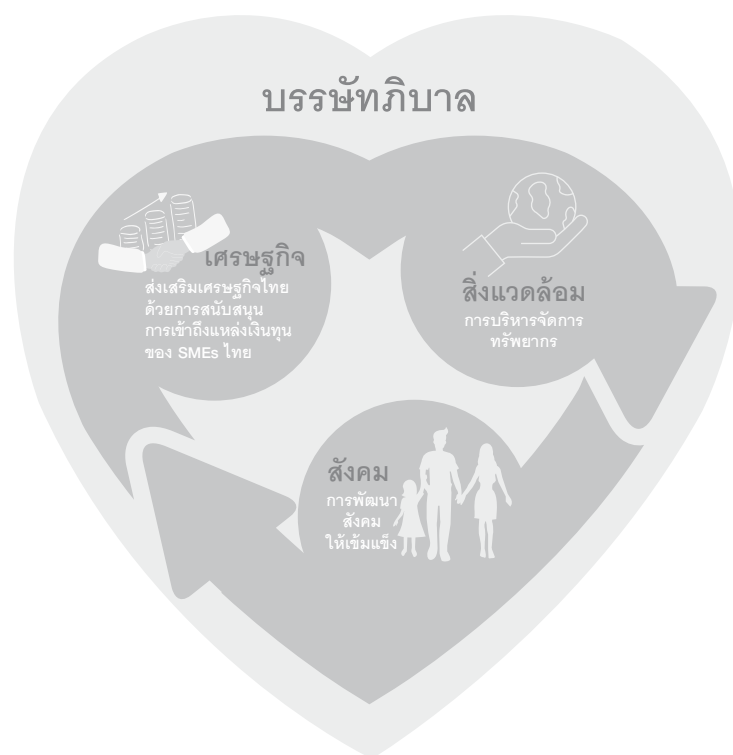 บรรษัทภิบาล
เศรษฐกิจ
ส่งเสริมเศรษฐกิจไทย
ด้วยการสนับสนุน
การเข้าถึงแหล่งเงินทุน
ของ SMEs ไทย
สิ่งแวดล้อม
การบริหารจัดการ
ทรัพยากร
สังคม
การพัฒนา
สังคม
ให้เข้มแข็ง